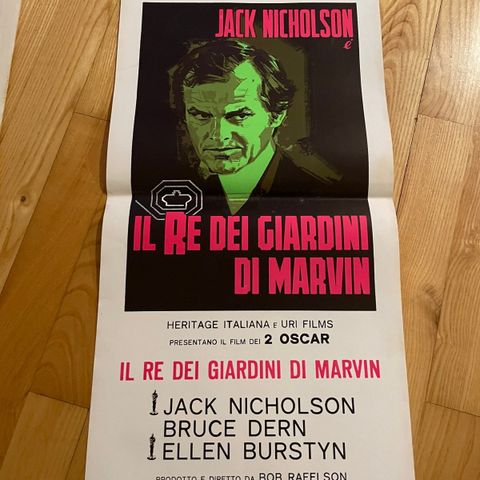 JACK NICHOLSON
è
IL RE DEI GIARDINI
DI MARVIN
HERITAGE ITALIANA E URI FILMS
PRESENTANO IL FILM DEI 2 OSCAR
IL RE DEI GIARDINI DI MARVIN
JACK NICHOLSON
BRUCE DERN
ELLEN BURSTYN
PRODOTTO E DIRETTO DA BOB RAFELSON